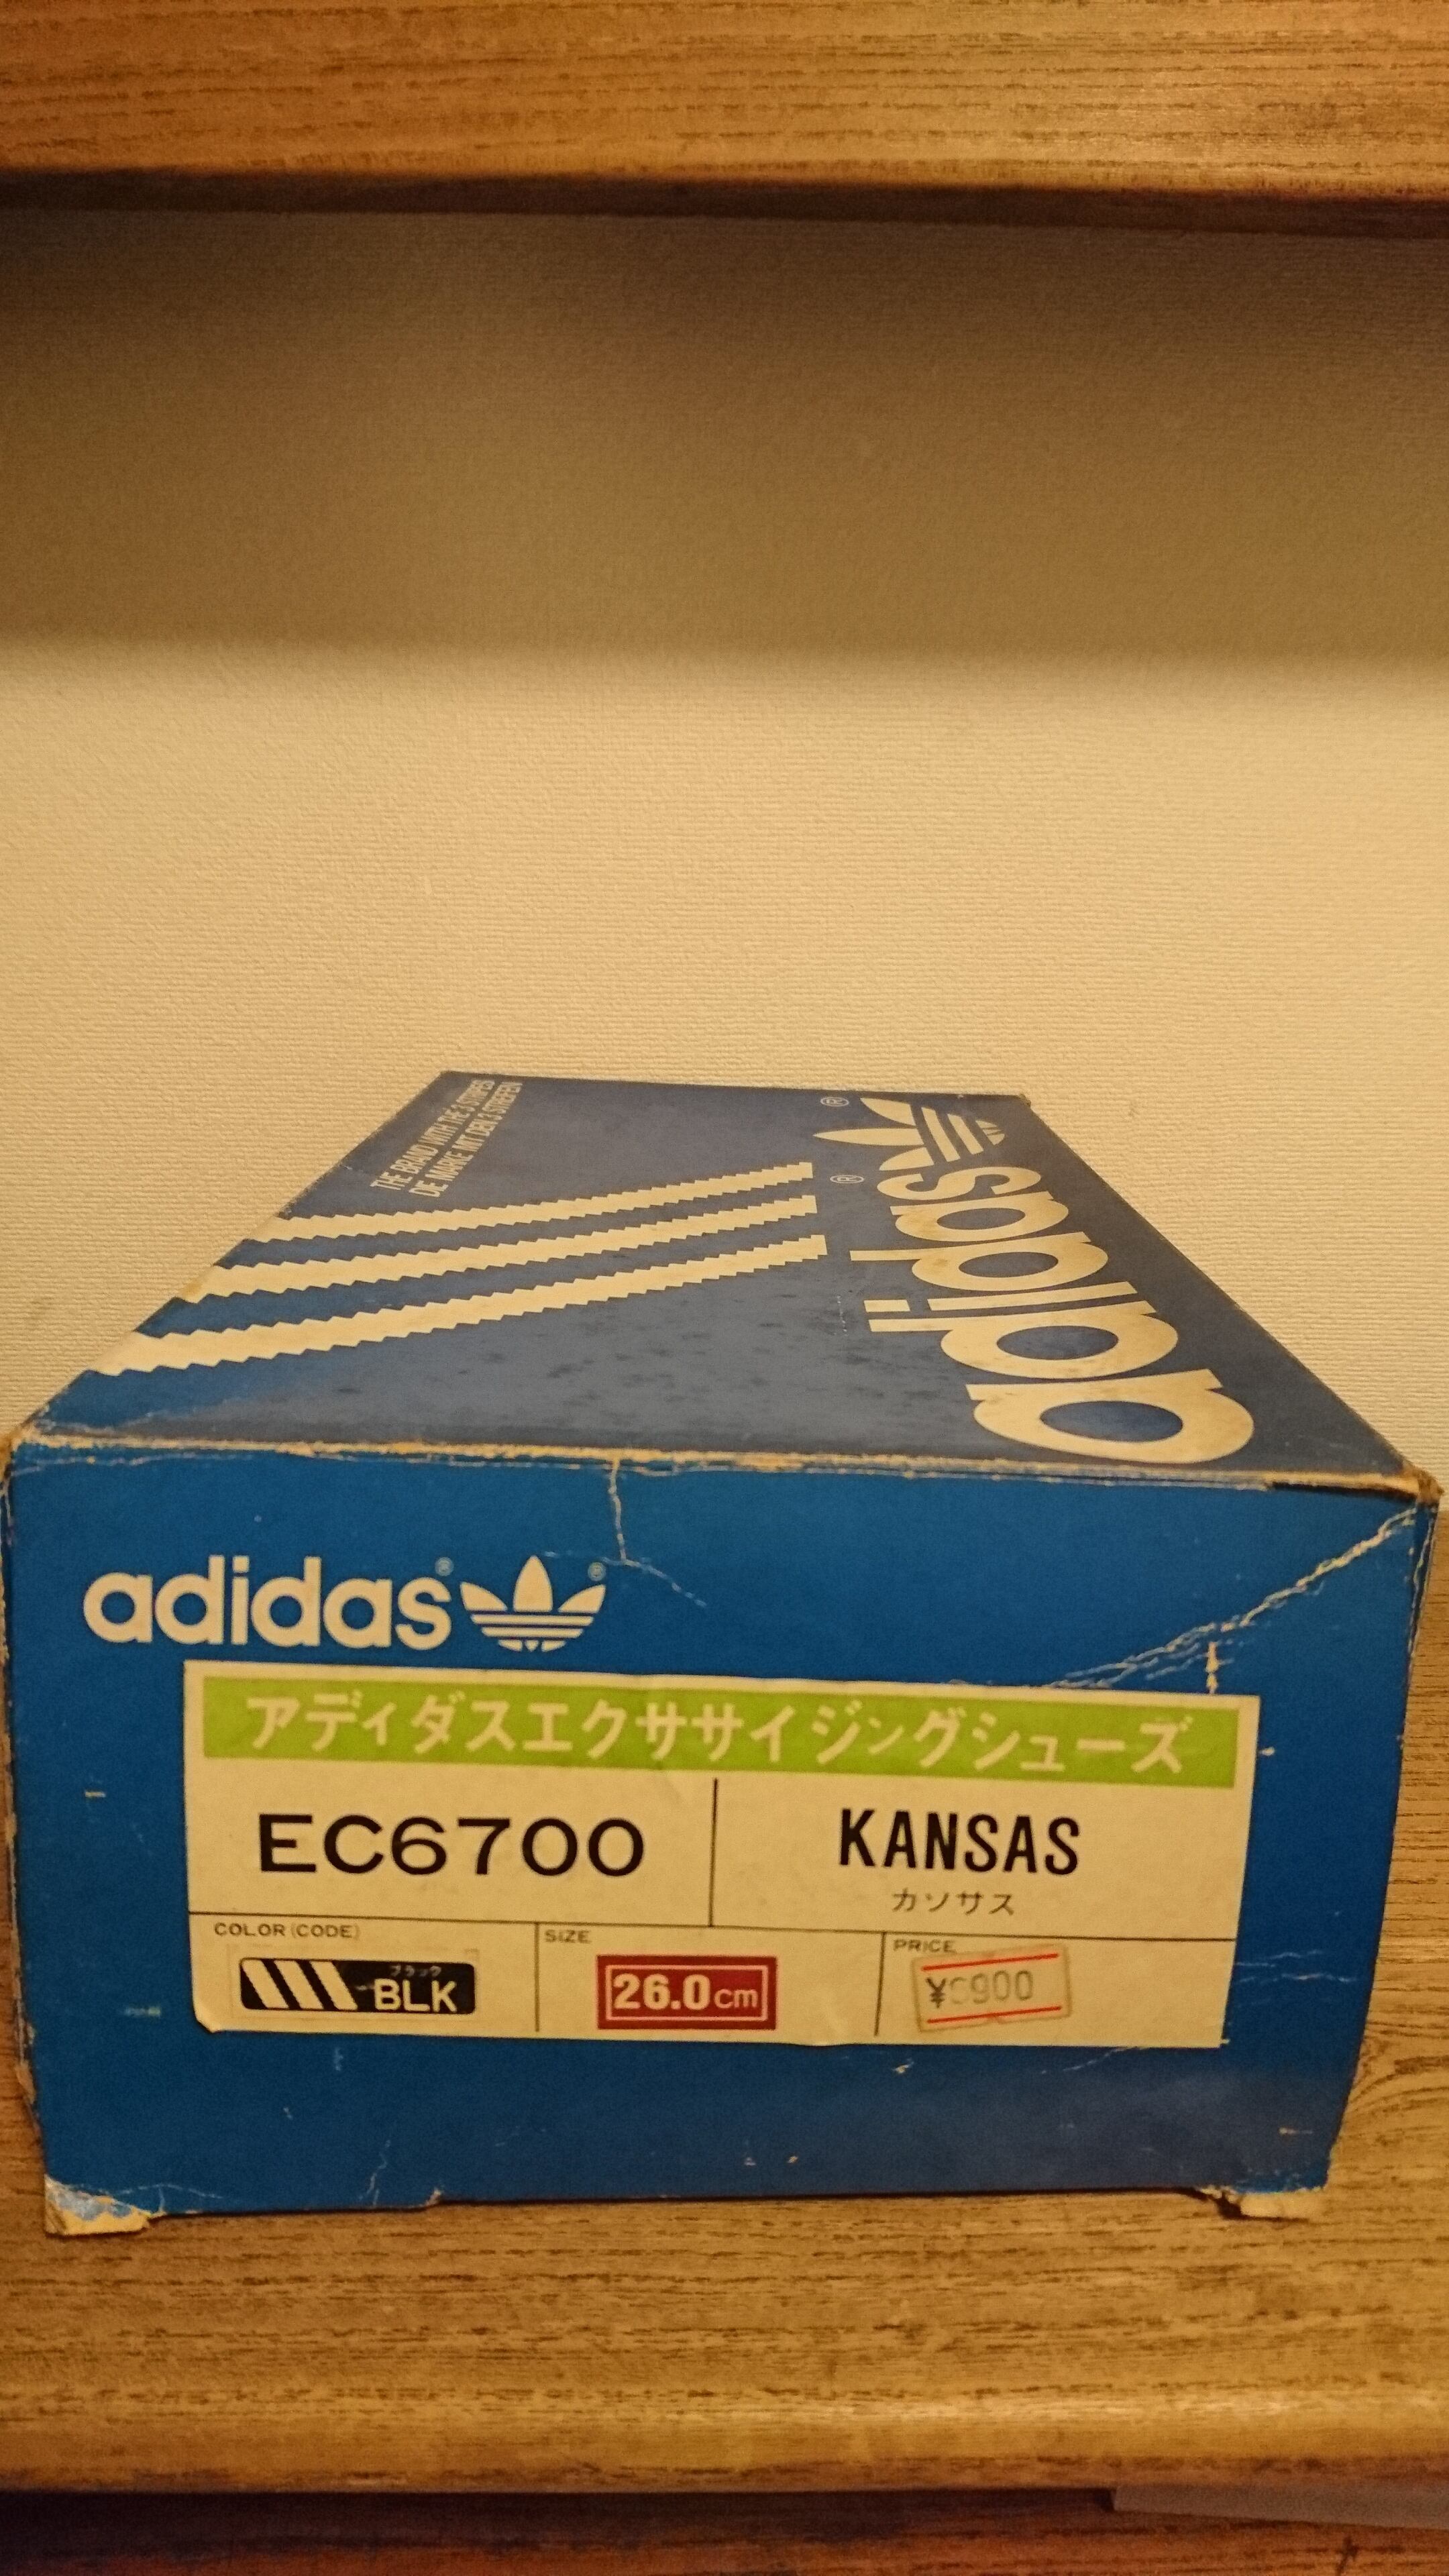 THE BRAND WITH THE 3 STRIPES
DIE MARKE MIT DEN 3 STREIFEN
®
adidas®
adidas® ®
アディダスエクササイジングシューズ
EC6700
KANSAS
カンサス
COLOR (CODE)
ブラック
BLK
SIZE
26.0cm
PRICE